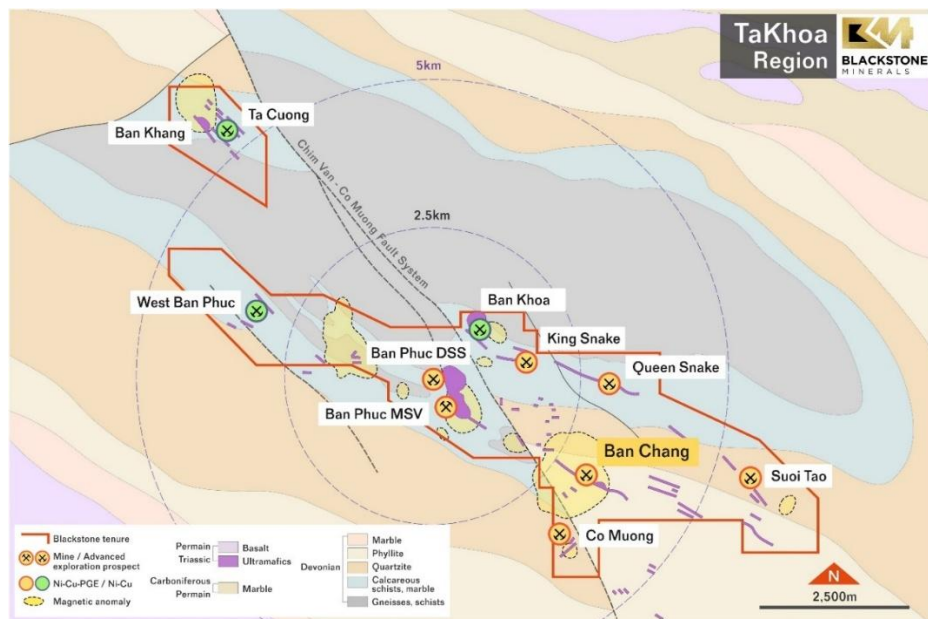 TaKhoa
Region
BLACKSTONE
MINERALS
5km
Ta Cuong
Ban Khang
Chim Van - Co Muong Fault System
2.5km
West Ban Phuc
Ban Khoa
King Snake
Ban Phuc DSS
Queen Snake
Ban Phuc MSV
Ban Chang
Suoi Tao
Co Muong
Blackstone tenure
Mine / Advanced
exploration prospect
Ni-Cu-PGE / Ni-Cu
Magnetic anomaly
Permain
Triassic
Basalt
Ultramafics
Carboniferous
Permain
Marble
Devonian
Marble
Phyllite
Quartzite
Calcareous
schists, marble
Gneisses, schists
N
2,500m